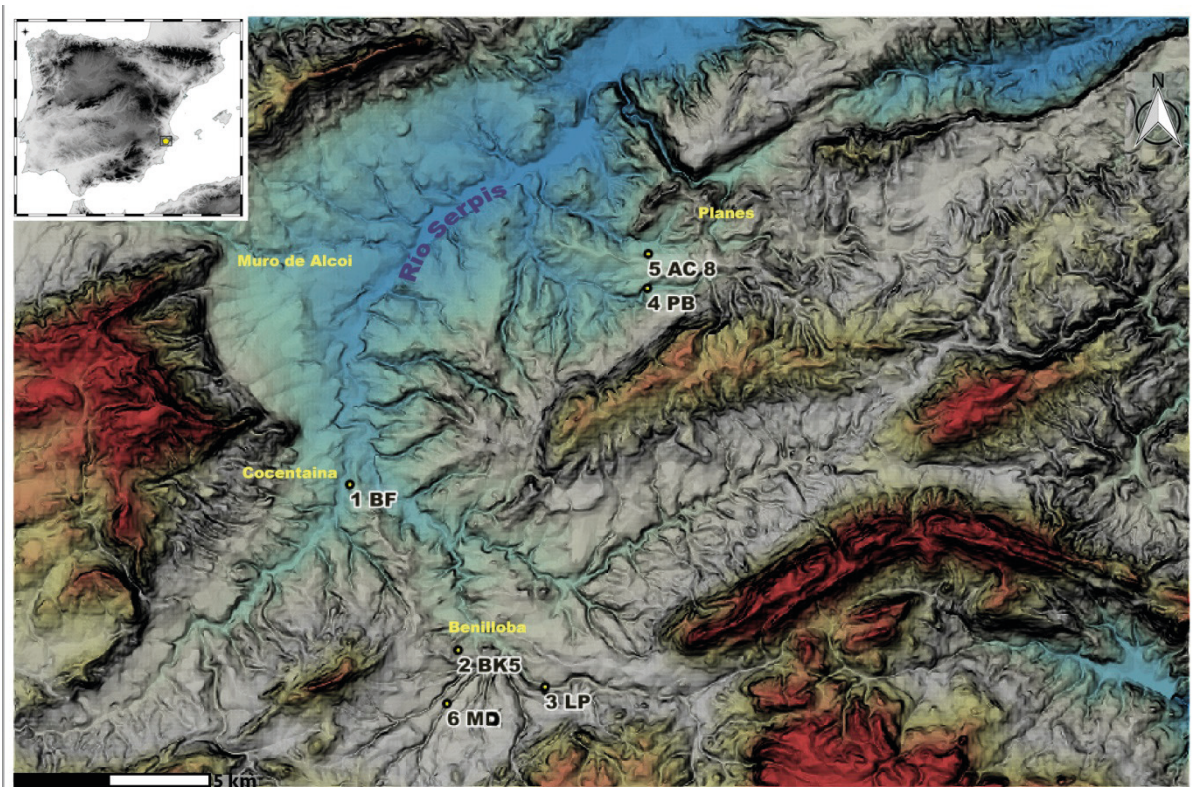 N
Planes
Río Serpis
5 AC 8
Muro de Alcoi
4 PB
Cocentaina
1 BF
Benilloba
2 BK5
3 LP
6 MD
5 km